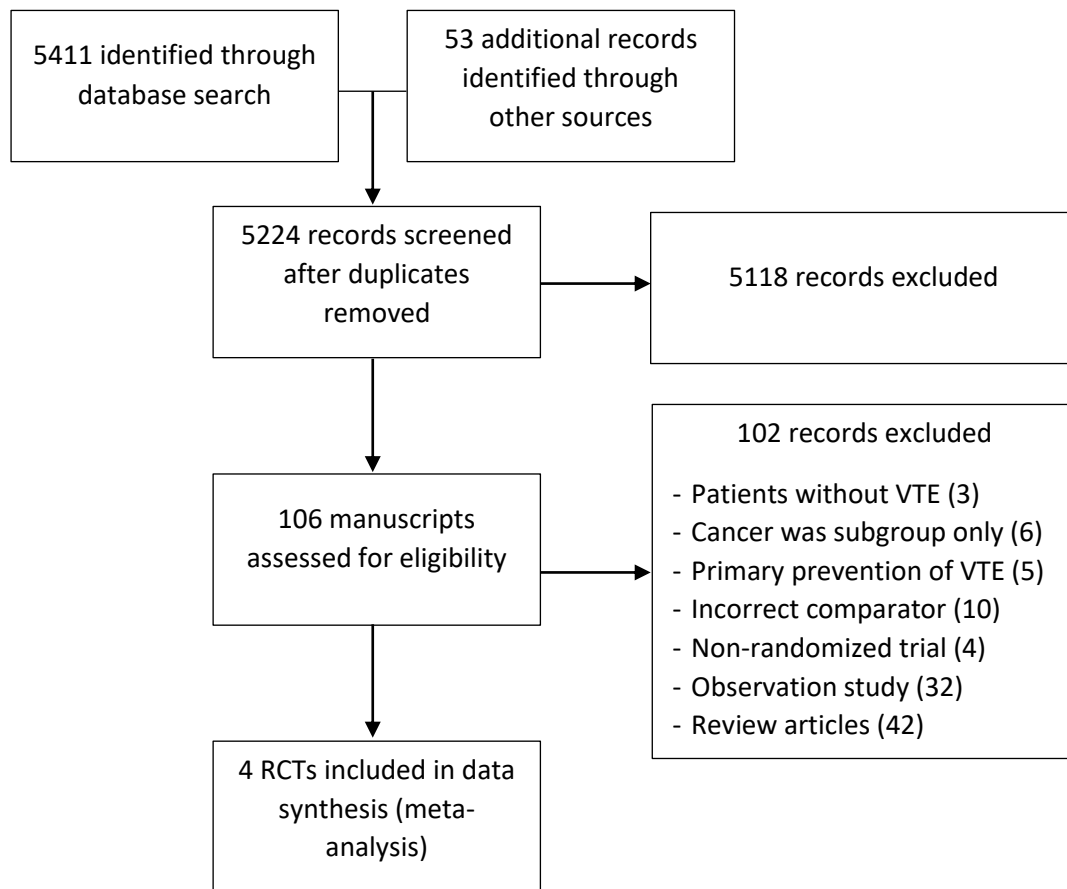 5411 identified through
database search
53 additional records
identified through
other sources
5224 records screened
after duplicates
removed
5118 records excluded
106 manuscripts
assessed for eligibility
102 records excluded
- Patients without VTE (3)
- Cancer was subgroup only (6)
- Primary prevention of VTE (5)
- Incorrect comparator (10)
- Non-randomized trial (4)
- Observation study (32)
- Review articles (42)
4 RCTs included in data
synthesis (meta-
analysis)